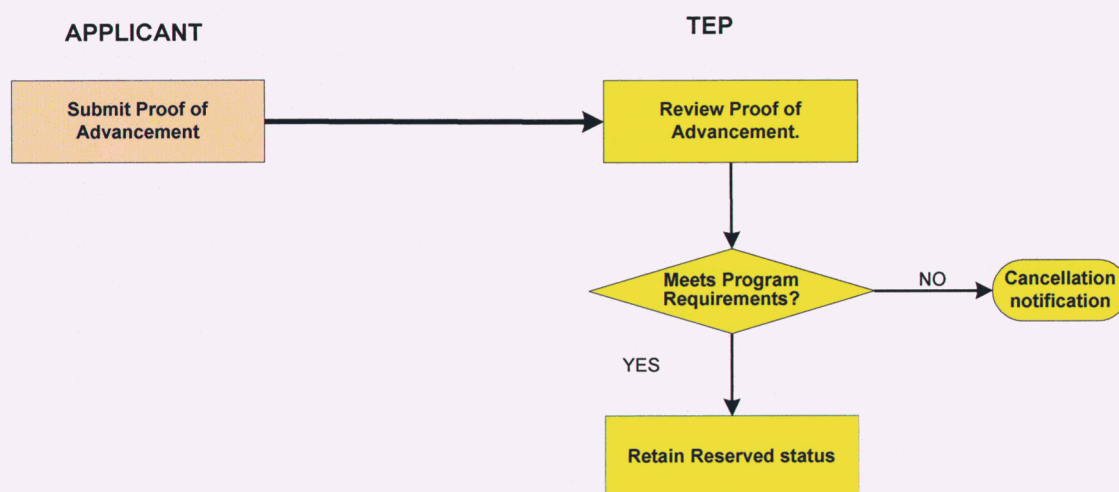 APPLICANT
TEP
Submit Proof of
Advancement
Review Proof of
Advancement.
Meets Program
Requirements?
NO
Cancellation
notification
YES
Retain Reserved status